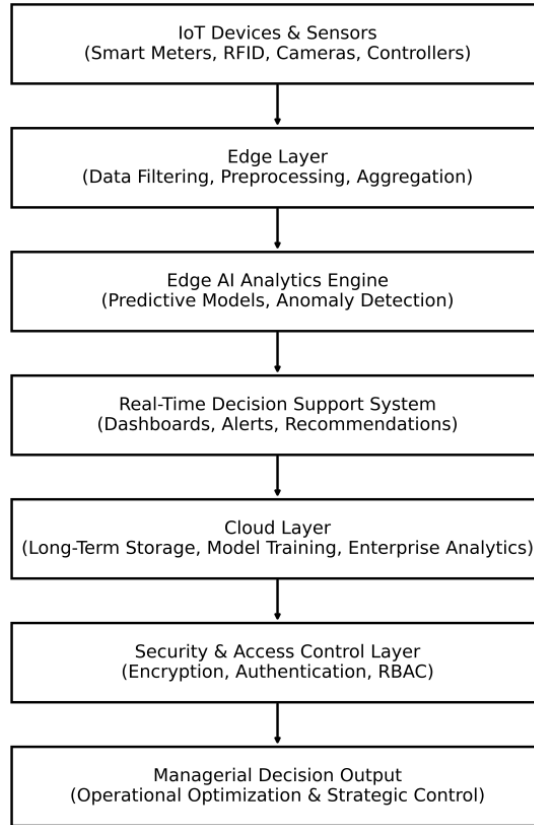 IoT Devices & Sensors
(Smart Meters, RFID, Cameras, Controllers)
Edge Layer
(Data Filtering, Preprocessing, Aggregation)
Edge AI Analytics Engine
(Predictive Models, Anomaly Detection)
Real-Time Decision Support System
(Dashboards, Alerts, Recommendations)
Cloud Layer
(Long-Term Storage, Model Training, Enterprise Analytics)
Security & Access Control Layer
(Encryption, Authentication, RBAC)
Managerial Decision Output
(Operational Optimization & Strategic Control)